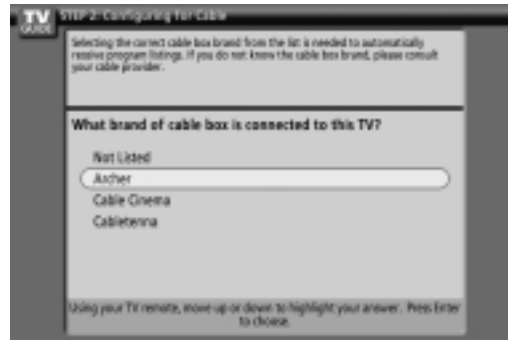 TV
GUIDE
STEP 2: Configuring for Cable
Selecting the correct cable box brand from the list is needed to automatically
receive program listings. If you do not know the cable box brand, please consult
your cable provider.
What brand of cable box is connected to this TV?
Not Listed
Archer
Cable Cinema
Cabletenna
Using your TV remote, move up or down to highlight your answer. Press Enter
to choose.